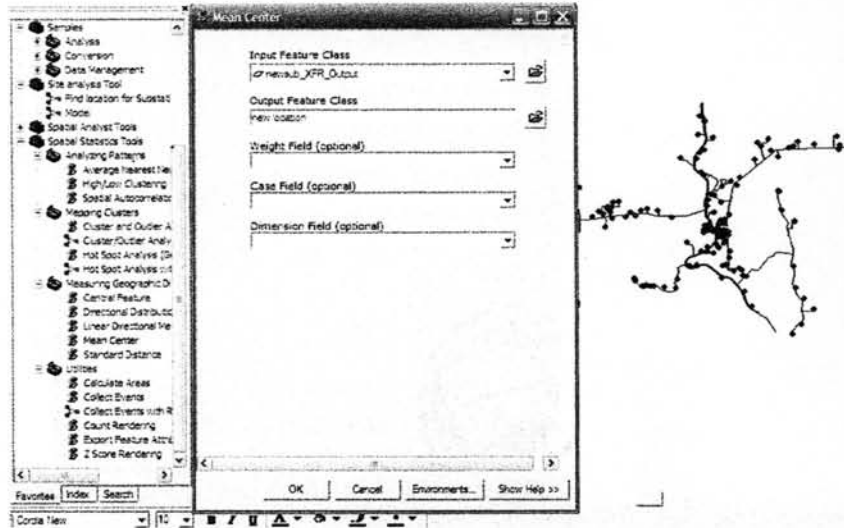 Samples
Analysis
Conversion
Data Management
Site analysis Tool
Find location for Substati
Model
Spatial Analyst Tools
Spatial Statistics Tools
Analyzing Patterns
Average Nearest Nei
High/Low Clustering
Spatial Autocorrelatio
Mapping Clusters
Cluster and Outlier A
Cluster/Outlier Analy
Hot Spot Analysis (Ge
Hot Spot Analysis wit
Measuring Geographic Di
Central Feature
Directional Distributic
Linear Directional Me
Mean Center
Standard Distance
Utilities
Calculate Areas
Collect Events
Collect Events with R
Count Rendering
Export Feature Attri
Z Score Rendering
Favorites Index Search
Cordia New 10 B I U A
Mean Center
Input Feature Class
newsub_XFR_Output
Output Feature Class
new location
Weight Field (optional)
Case Field (optional)
Dimension Field (optional)
OK Cancel Environments... Show Help >>